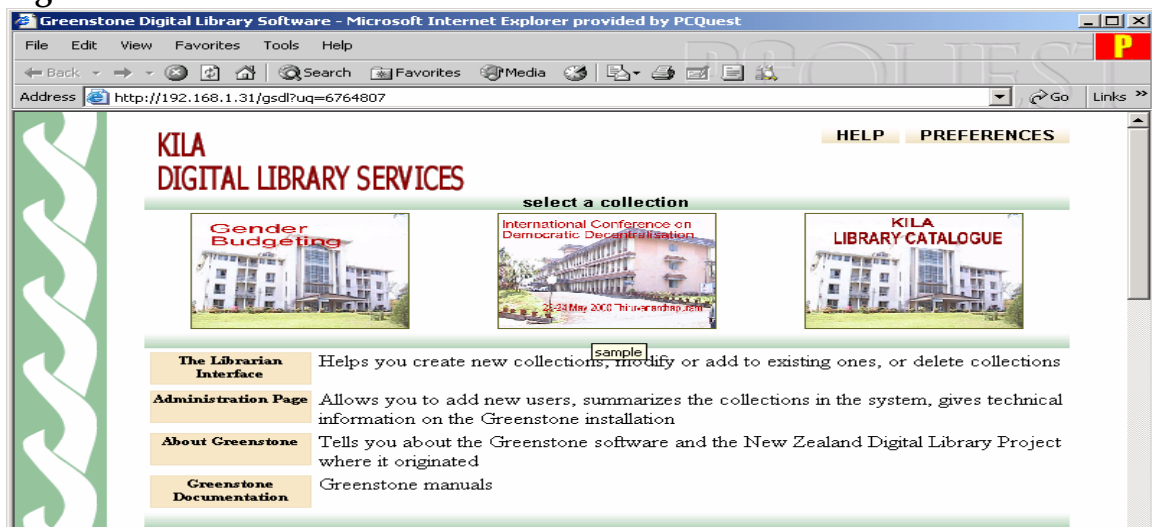 Greenstone Digital Library Software - Microsoft Internet Explorer provided by PCQuest
File Edit View Favorites Tools Help
P
Back Search Favorites Media
Address http://192.168.1.31/gsdl?uq=6764807 Go Links »
KILA
DIGITAL LIBRARY SERVICES
HELP PREFERENCES
select a collection
Gender
Budgeting
International Conference on
Democratic Decentralisation
May 2000 Thiruvananthapuram
KILA
LIBRARY CATALOGUE
sample
The Librarian
Interface
Helps you create new collections, modify or add to existing ones, or delete collections
Administration Page
Allows you to add new users, summarizes the collections in the system, gives technical
information on the Greenstone installation
About Greenstone
Tells you about the Greenstone software and the New Zealand Digital Library Project
where it originated
Greenstone
Documentation
Greenstone manuals